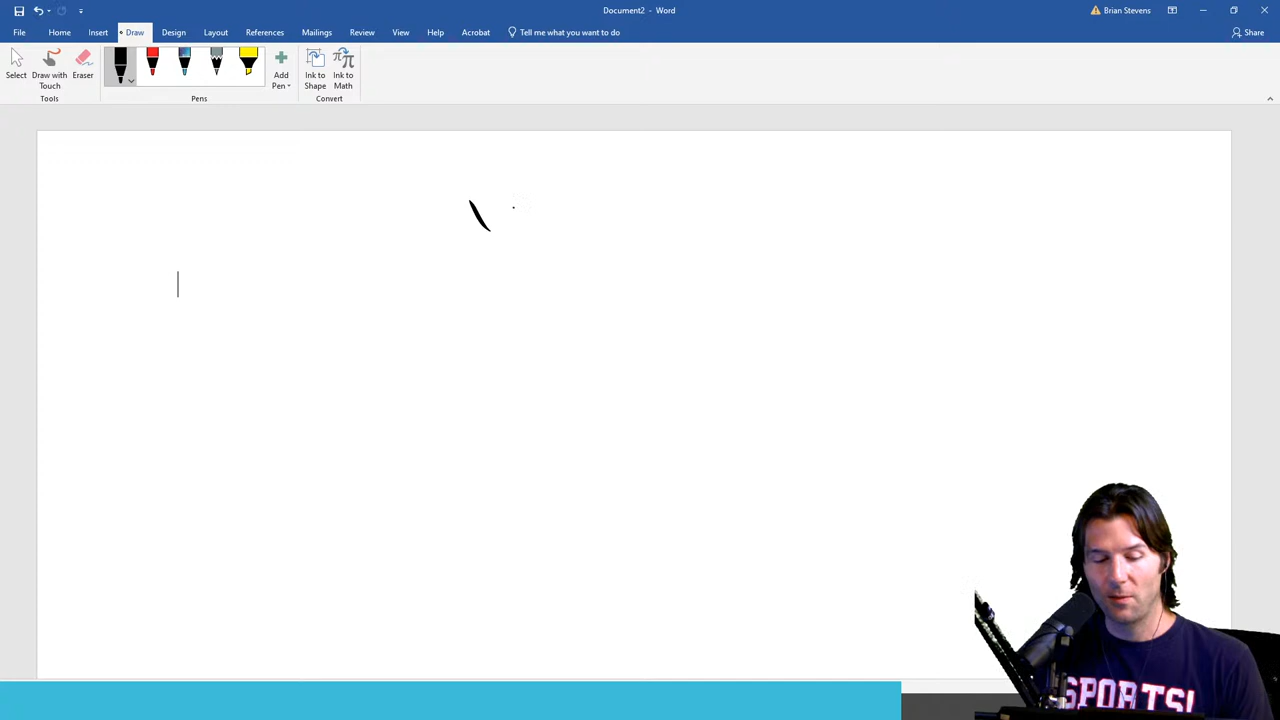 Document2 - Word
Brian Stevens
File Home Insert Draw Design Layout References Mailings Review View Help Acrobat Tell me what you want to do Share
Select
Draw with Touch
Eraser
Add Pen
Ink to Shape
Ink to Math
Tools Pens Convert
SPORTS!